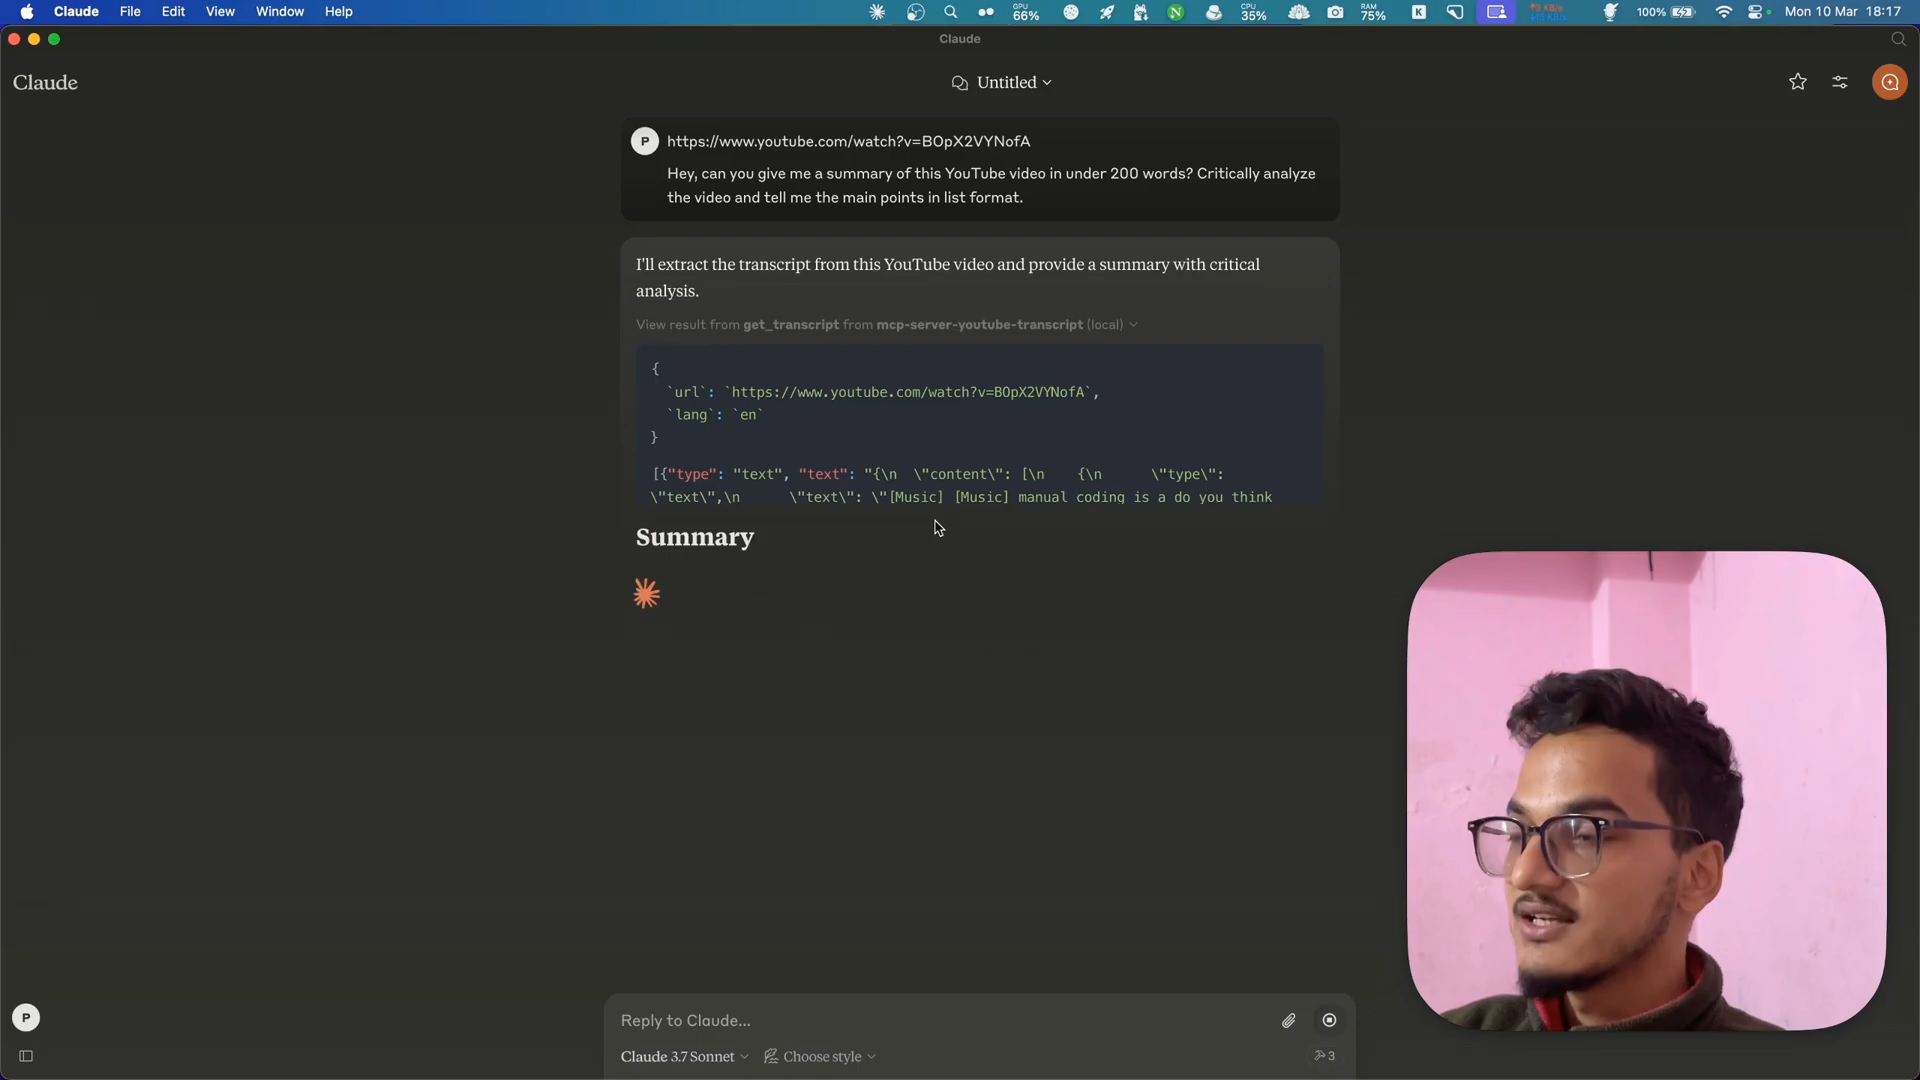 Claude File Edit View Window Help
GPU 66% CPU 35% RAM 75% K 100% Mon 10 Mar 18:17
Claude
Claude
Untitled
P
https://www.youtube.com/watch?v=BOpX2VYNofA
Hey, can you give me a summary of this YouTube video in under 200 words? Critically analyze
the video and tell me the main points in list format.
I'll extract the transcript from this YouTube video and provide a summary with critical
analysis.
View result from get_transcript from mcp-server-youtube-transcript (local)
{
`url`: `https://www.youtube.com/watch?v=BOpX2VYNofA`,
`lang`: `en`
}
[{"type": "text", "text": "{\n \"content\": [\n {\n \"type\":
\"text\",\n \"text\": \"[Music] [Music] manual coding is a do you think
Summary
P
Reply to Claude...
Claude 3.7 Sonnet Choose style 3